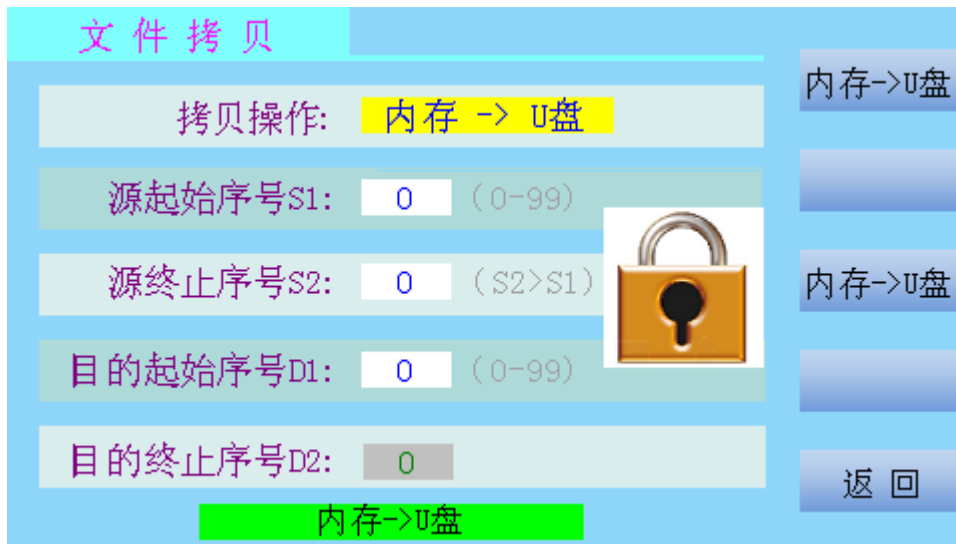 文件拷贝
拷贝操作: 内存 -> U盘
源起始序号S1: 0 (0-99)
源终止序号S2: 0 (S2>S1)
目的起始序号D1: 0 (0-99)
目的终止序号D2: 0
内存->U盘
内存->U盘
内存->U盘
返回